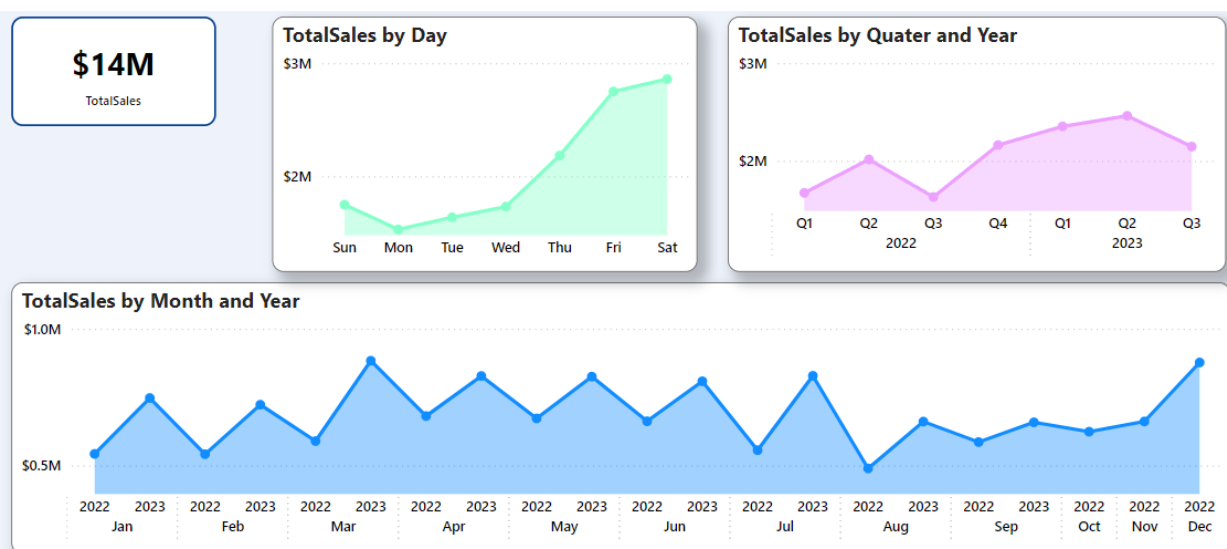 $14M
TotalSales
TotalSales by Day
$3M
$2M
Sun Mon Tue Wed Thu Fri Sat
TotalSales by Quater and Year
$3M
$2M
Q1 Q2 Q3 Q4 Q1 Q2 Q3
2022 2023
TotalSales by Month and Year
$1.0M
$0.5M
2022 2023 2022 2023 2022 2023 2022 2023 2022 2023 2022 2023 2022 2023 2022 2023 2022 2023 2022 2022 2022
Jan Feb Mar Apr May Jun Jul Aug Sep Oct Nov Dec